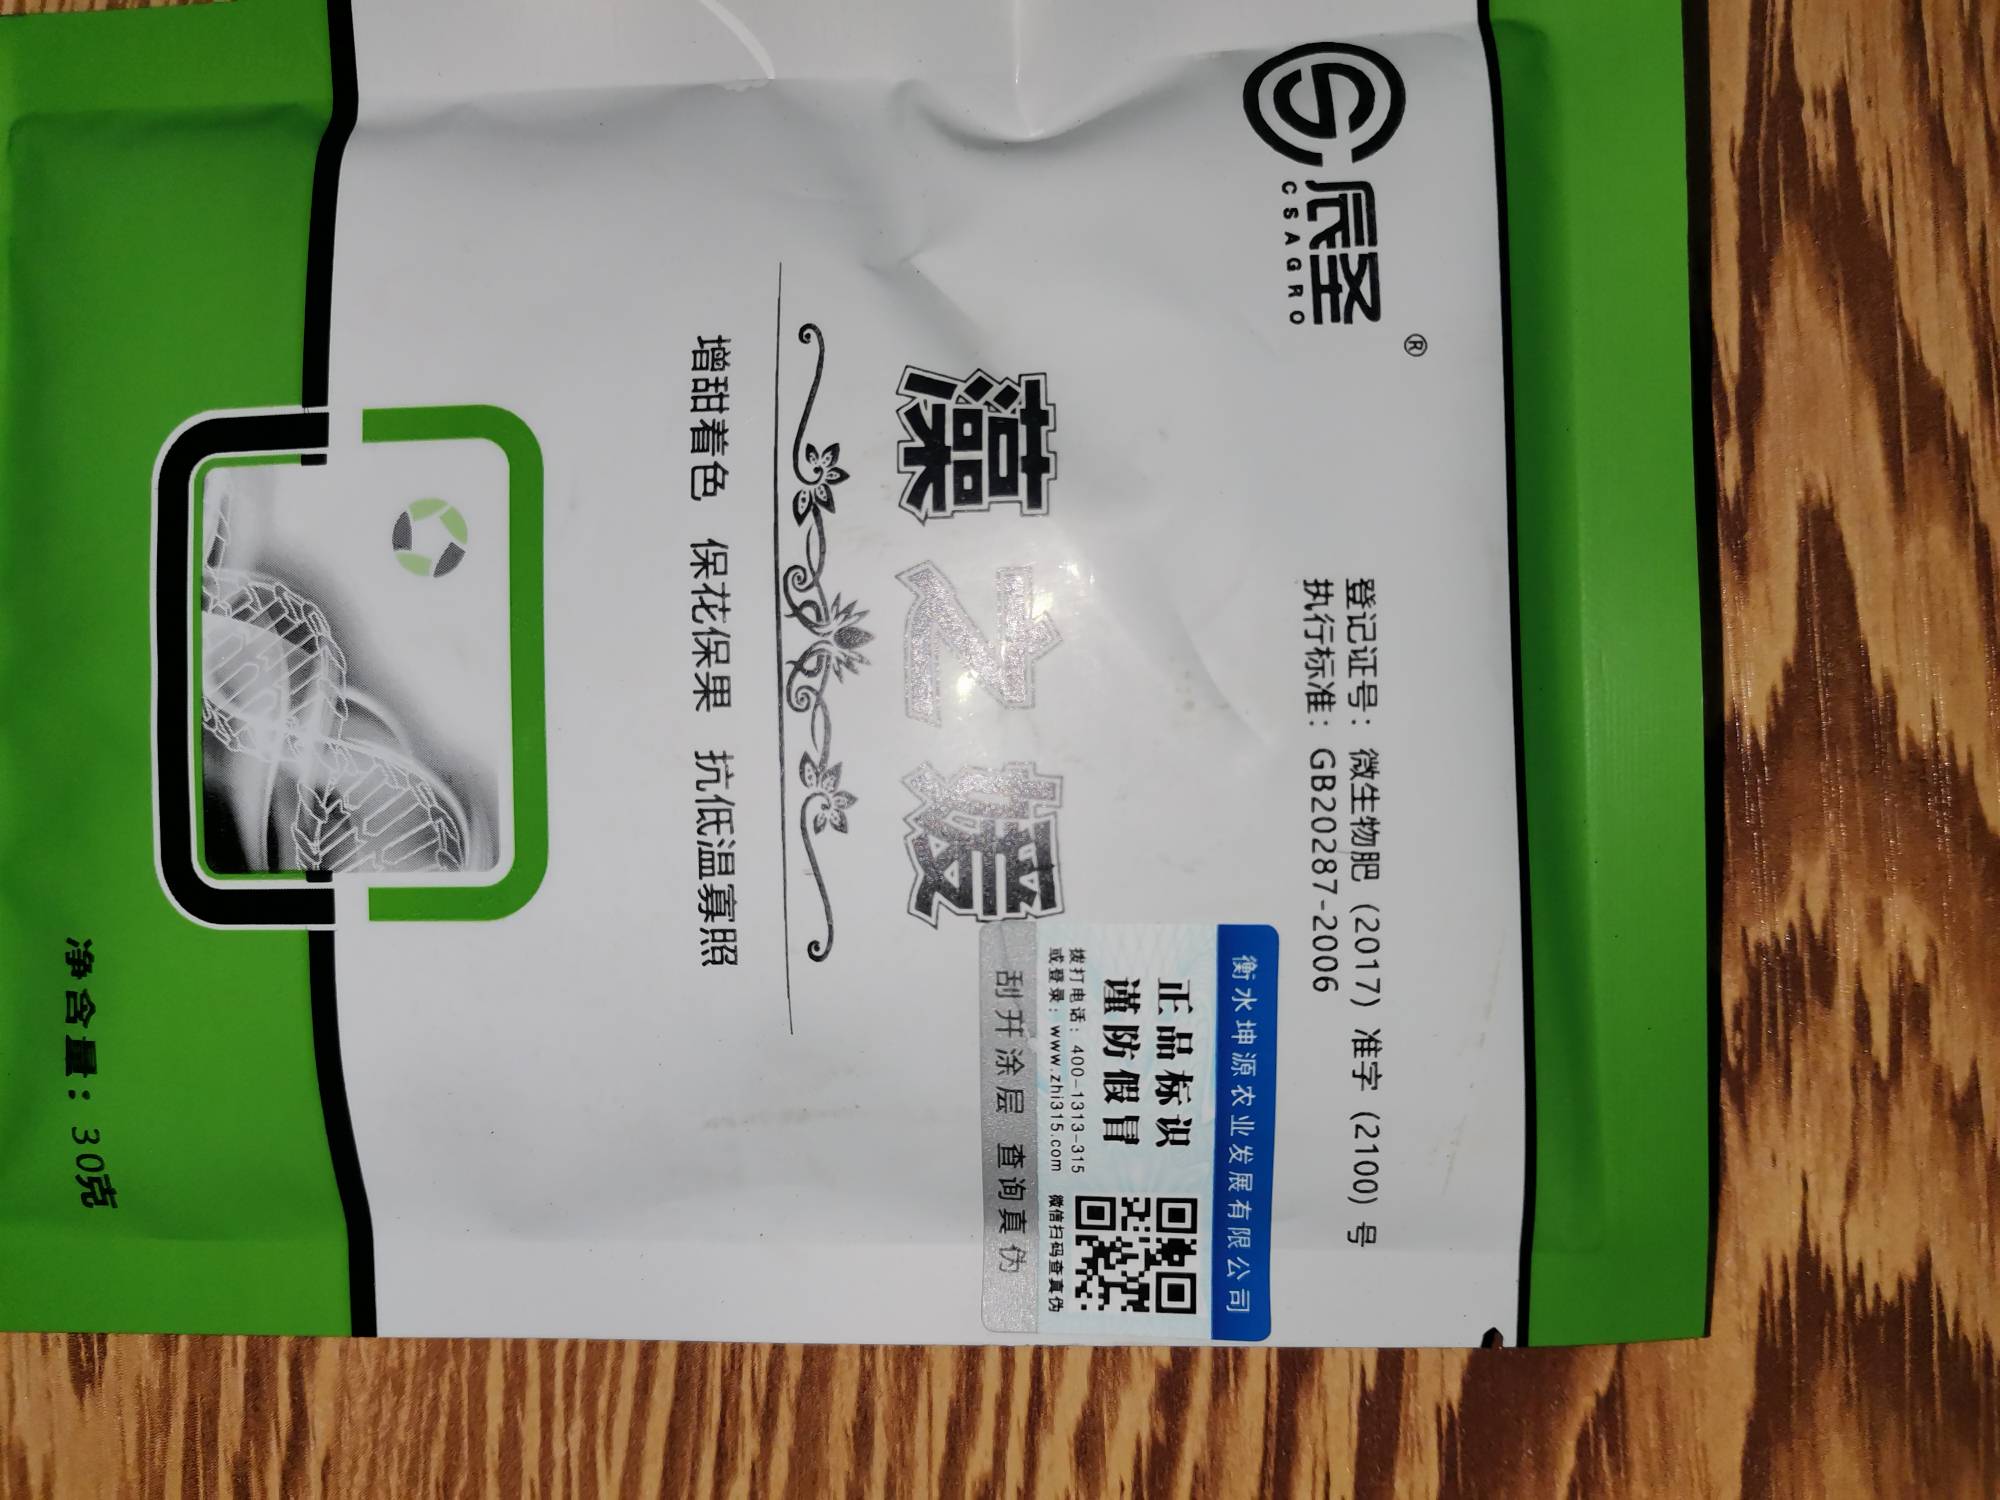 辰圣
®
CSAGRO
登记证号：微生物肥（2017）准字（2100）号
执行标准：GB20287-2006
衡水坤源农业发展有限公司
正品标识
谨防假冒
拨打电话：400-1313-315
或登录：www.zhi315.com
微信扫码查真伪
刮开涂层 查询真伪
藻之媛
增甜着色 保花保果 抗低温寡照
净含量：30克